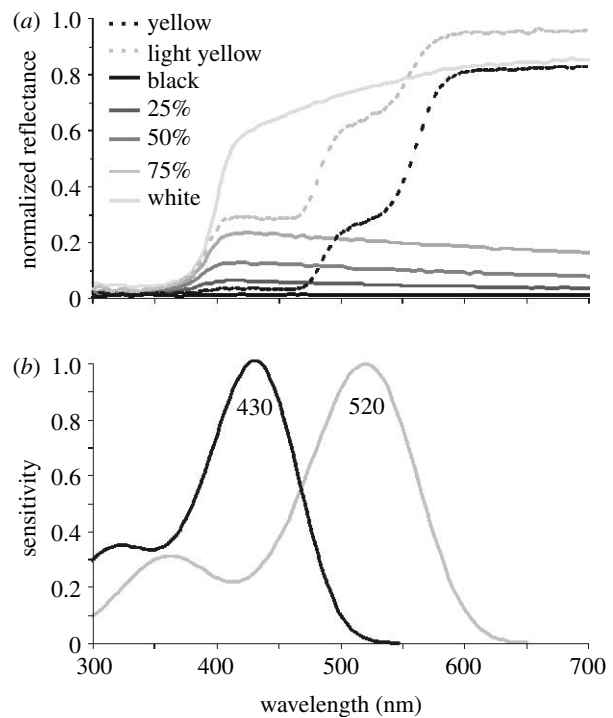 (a)
1.0
0.8
0.6
0.4
0.2
0
normalized reflectance
yellow
light yellow
black
25%
50%
75%
white
(b)
1.0
0.8
0.6
0.4
0.2
0
sensitivity
430
520
300 400 500 600 700
wavelength (nm)